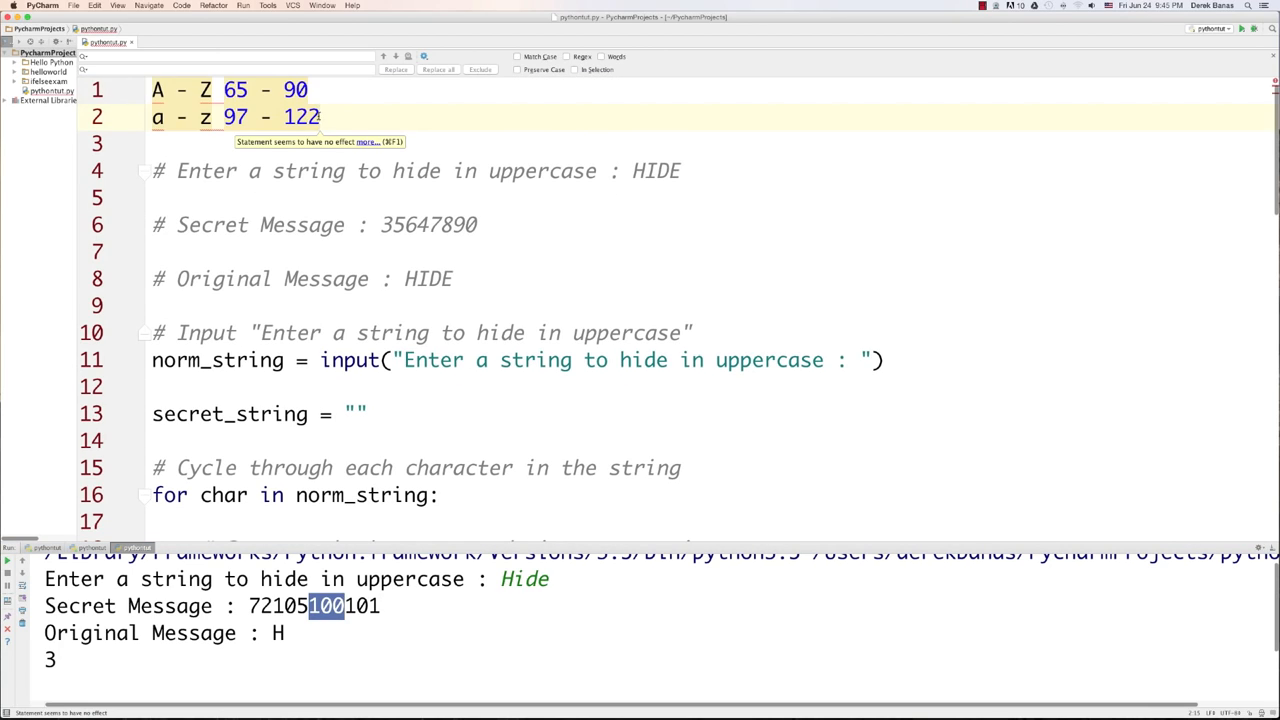 PyCharm File Edit View Navigate Code Refactor Run Tools VCS Window Help 16 Fri Jun 24 9:45 PM Derek Banas
pythontut.py - PyCharmProjects - [~/PycharmProjects]
PycharmProjects pythontut.py pythontut
pythontut.py
Match Case Regex Words
Replace Replace all Exclude Preserve Case In Selection
PycharmProject
Hello Python
helloworld
ifelseexam
pythontut.py
External Librarie
1 A - Z 65 - 90
2 a - z 97 - 122
Statement seems to have no effect more... (⌘F1)
3
4 # Enter a string to hide in uppercase : HIDE
5
6 # Secret Message : 35647890
7
8 # Original Message : HIDE
9
10 # Input "Enter a string to hide in uppercase"
11 norm_string = input("Enter a string to hide in uppercase : ")
12
13 secret_string = ""
14
15 # Cycle through each character in the string
16 for char in norm_string:
17
Run: pythontut pythontut pythontut
/Library/Frameworks/Python.framework/Versions/3.5/bin/python3.5 /Users/derekbanas/PycharmProjects/pytho
Enter a string to hide in uppercase : Hide
Secret Message : 72105100101
Original Message : H
3
Statement seems to have no effect 2:15 LF÷ UTF-8÷